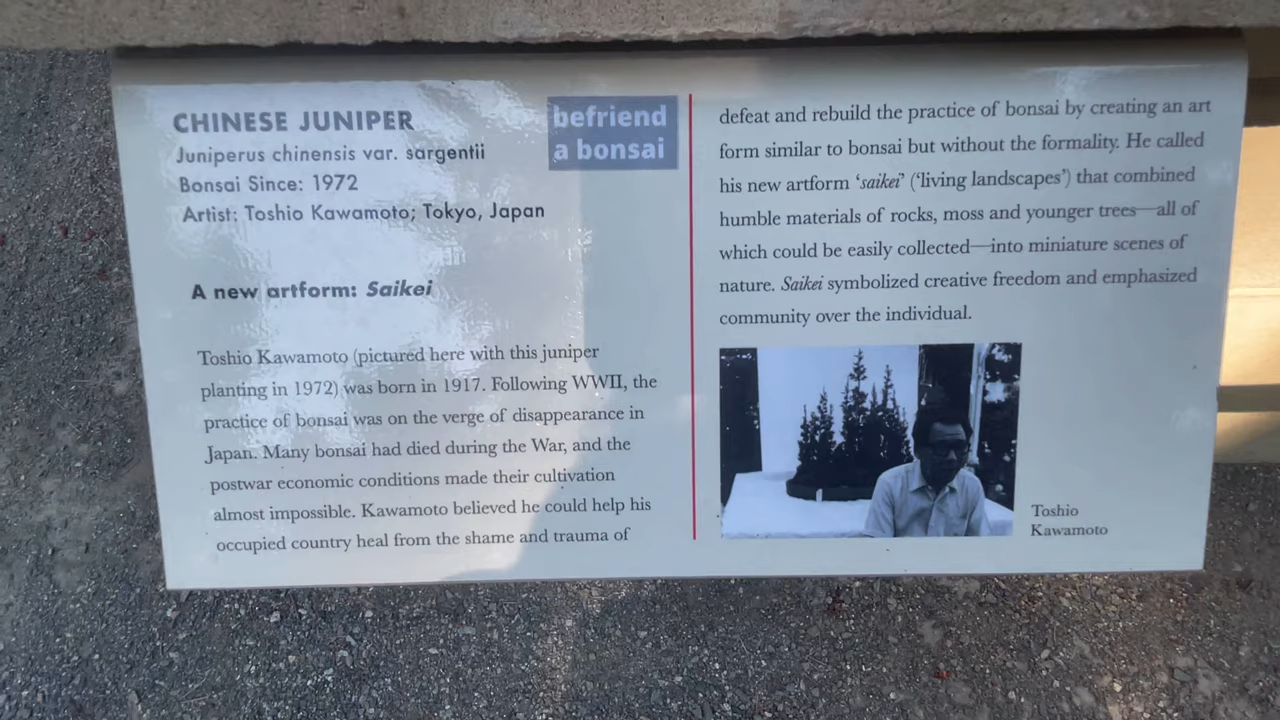 CHINESE JUNIPER
Juniperus chinensis var. sargentii
Bonsai Since: 1972
Artist: Toshio Kawamoto; Tokyo, Japan
befriend
a bonsai
A new artform: Saikei
Toshio Kawamoto (pictured here with this juniper
planting in 1972) was born in 1917. Following WWII, the
practice of bonsai was on the verge of disappearance in
Japan. Many bonsai had died during the War, and the
postwar economic conditions made their cultivation
almost impossible. Kawamoto believed he could help his
occupied country heal from the shame and trauma of
defeat and rebuild the practice of bonsai by creating an art
form similar to bonsai but without the formality. He called
his new artform ‘saikei’ (‘living landscapes’) that combined
humble materials of rocks, moss and younger trees—all of
which could be easily collected—into miniature scenes of
nature. Saikei symbolized creative freedom and emphasized
community over the individual.
Toshio
Kawamoto